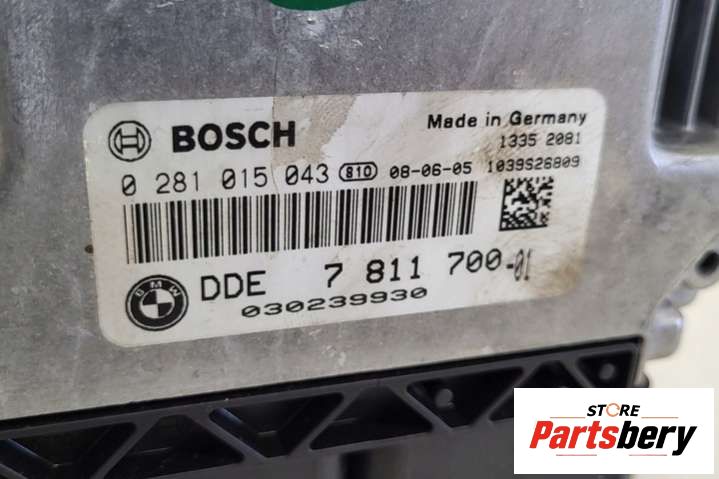 BOSCH
Made in Germany
1335 2081
0 281 015 043 810 08-06-05 1039S26809
BMW
DDE 7 811 700-01
030239930
STORE
Partsbery